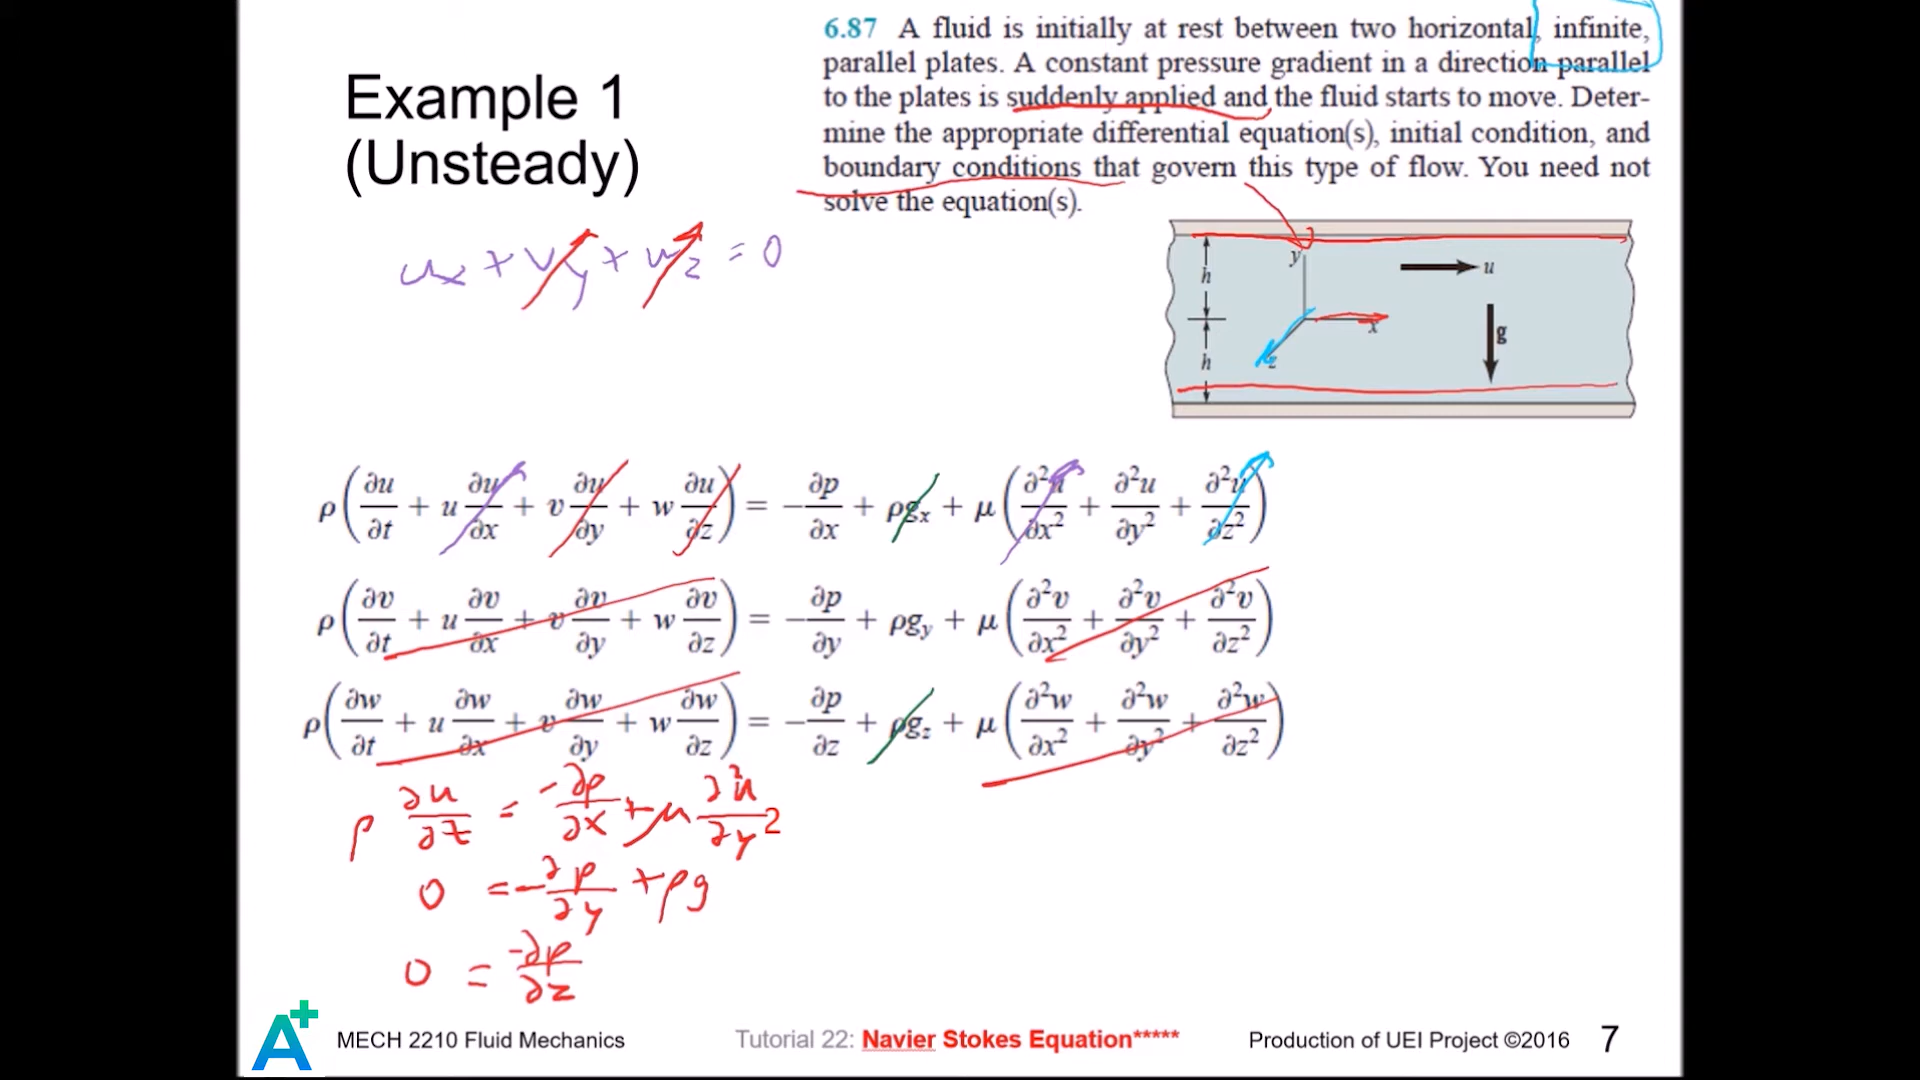 6.87 A fluid is initially at rest between two horizontal, infinite,
parallel plates. A constant pressure gradient in a direction parallel
to the plates is suddenly applied and the fluid starts to move. Deter-
mine the appropriate differential equation(s), initial condition, and
boundary conditions that govern this type of flow. You need not
solve the equation(s).
Example 1
(Unsteady)
uₓ + v_y + w_z = 0
h
h
y
x
z
u
g
ρ(∂u/∂t + u ∂u/∂x + v ∂u/∂y + w ∂u/∂z) = -∂p/∂x + ρgₓ + μ(∂²u/∂x² + ∂²u/∂y² + ∂²u/∂z²)
ρ(∂v/∂t + u ∂v/∂x + v ∂v/∂y + w ∂v/∂z) = -∂p/∂y + ρg_y + μ(∂²v/∂x² + ∂²v/∂y² + ∂²v/∂z²)
ρ(∂w/∂t + u ∂w/∂x + v ∂w/∂y + w ∂w/∂z) = -∂p/∂z + ρg_z + μ(∂²w/∂x² + ∂²w/∂y² + ∂²w/∂z²)
ρ ∂u/∂t = -∂p/∂x + μ ∂²u/∂y²
0 = -∂p/∂y + ρg
0 = -∂p/∂z
A+ MECH 2210 Fluid Mechanics
Tutorial 22: Navier Stokes Equation*****
Production of UEI Project ©2016 7